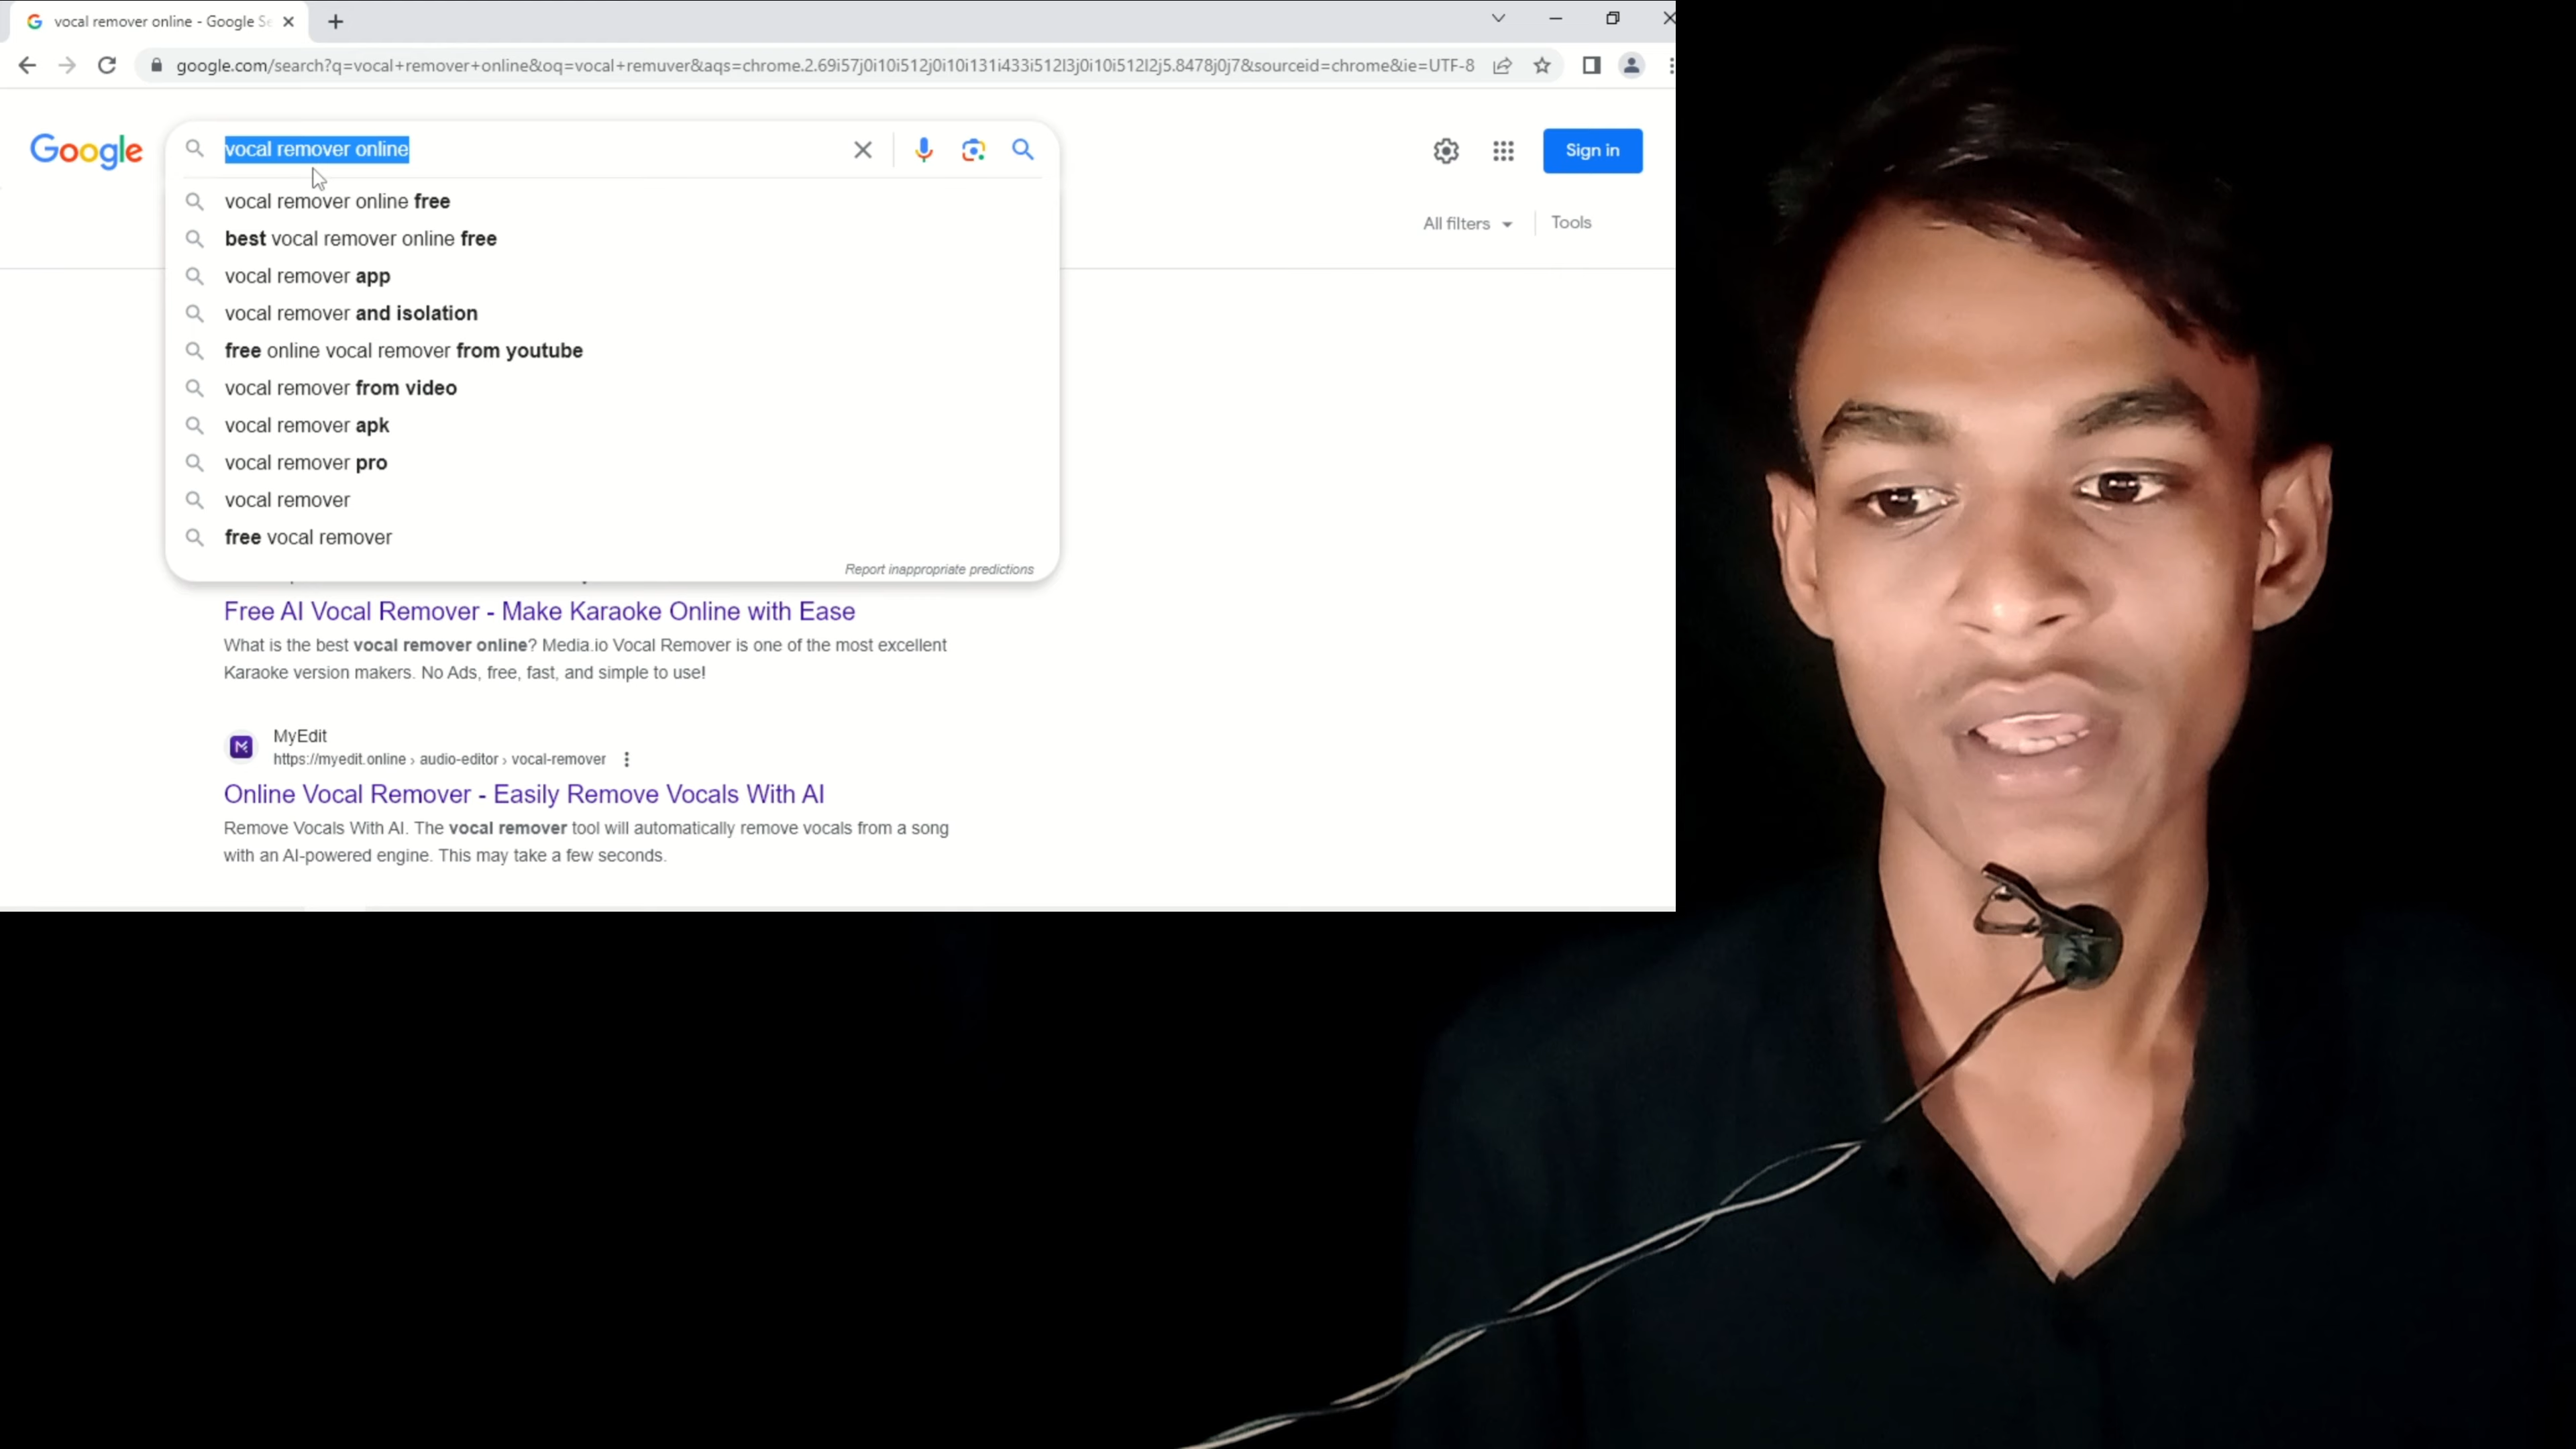 vocal remover online - Google Se
google.com/search?q=vocal+remover+online&oq=vocal+remuver&aqs=chrome.2.69i57j0i10i512j0i10i131i433i512l3j0i10i512l2j5.8478j0j7&sourceid=chrome&ie=UTF-8
Google
vocal remover online
Sign in
vocal remover online free
All filters
Tools
best vocal remover online free
vocal remover app
vocal remover and isolation
free online vocal remover from youtube
vocal remover from video
vocal remover apk
vocal remover pro
vocal remover
free vocal remover
Report inappropriate predictions
Free AI Vocal Remover - Make Karaoke Online with Ease
What is the best vocal remover online? Media.io Vocal Remover is one of the most excellent
Karaoke version makers. No Ads, free, fast, and simple to use!
MyEdit
https://myedit.online › audio-editor › vocal-remover
Online Vocal Remover - Easily Remove Vocals With AI
Remove Vocals With AI. The vocal remover tool will automatically remove vocals from a song
with an AI-powered engine. This may take a few seconds.